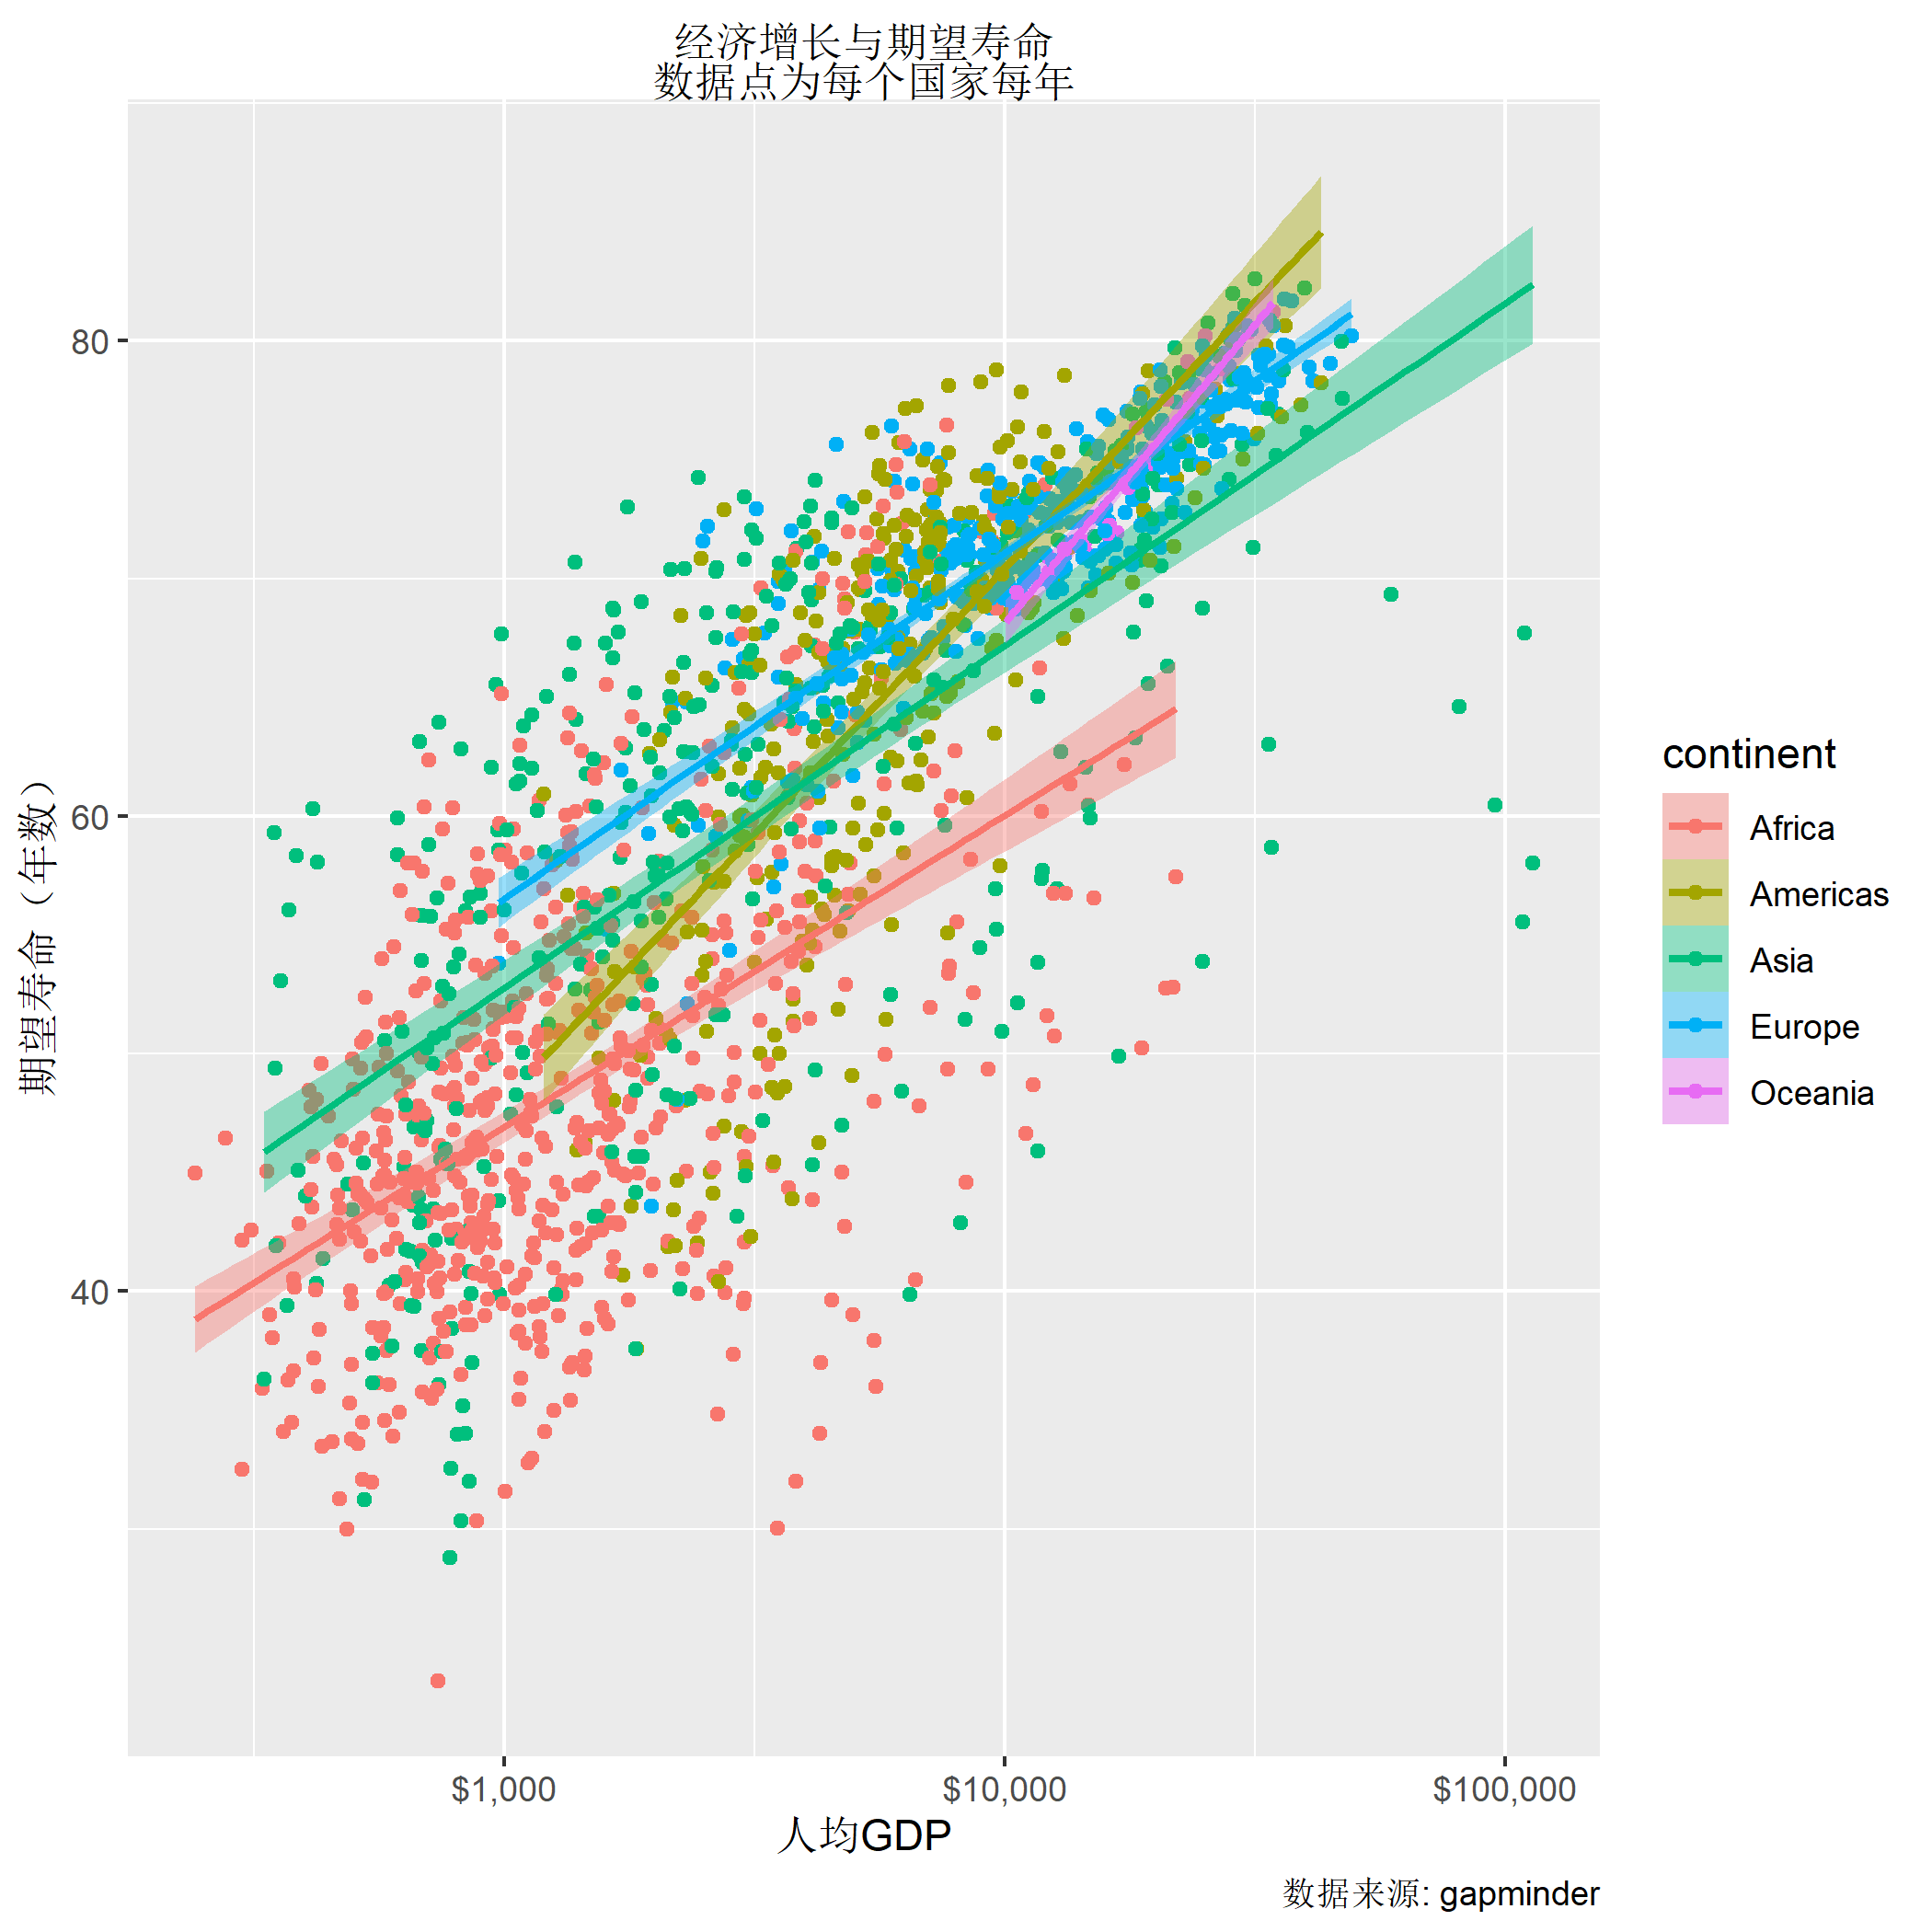 经济增长与期望寿命
数据点为每个国家每年
期望寿命（年数）
80
60
40
$1,000
$10,000
$100,000
人均GDP
continent
Africa
Americas
Asia
Europe
Oceania
数据来源: gapminder